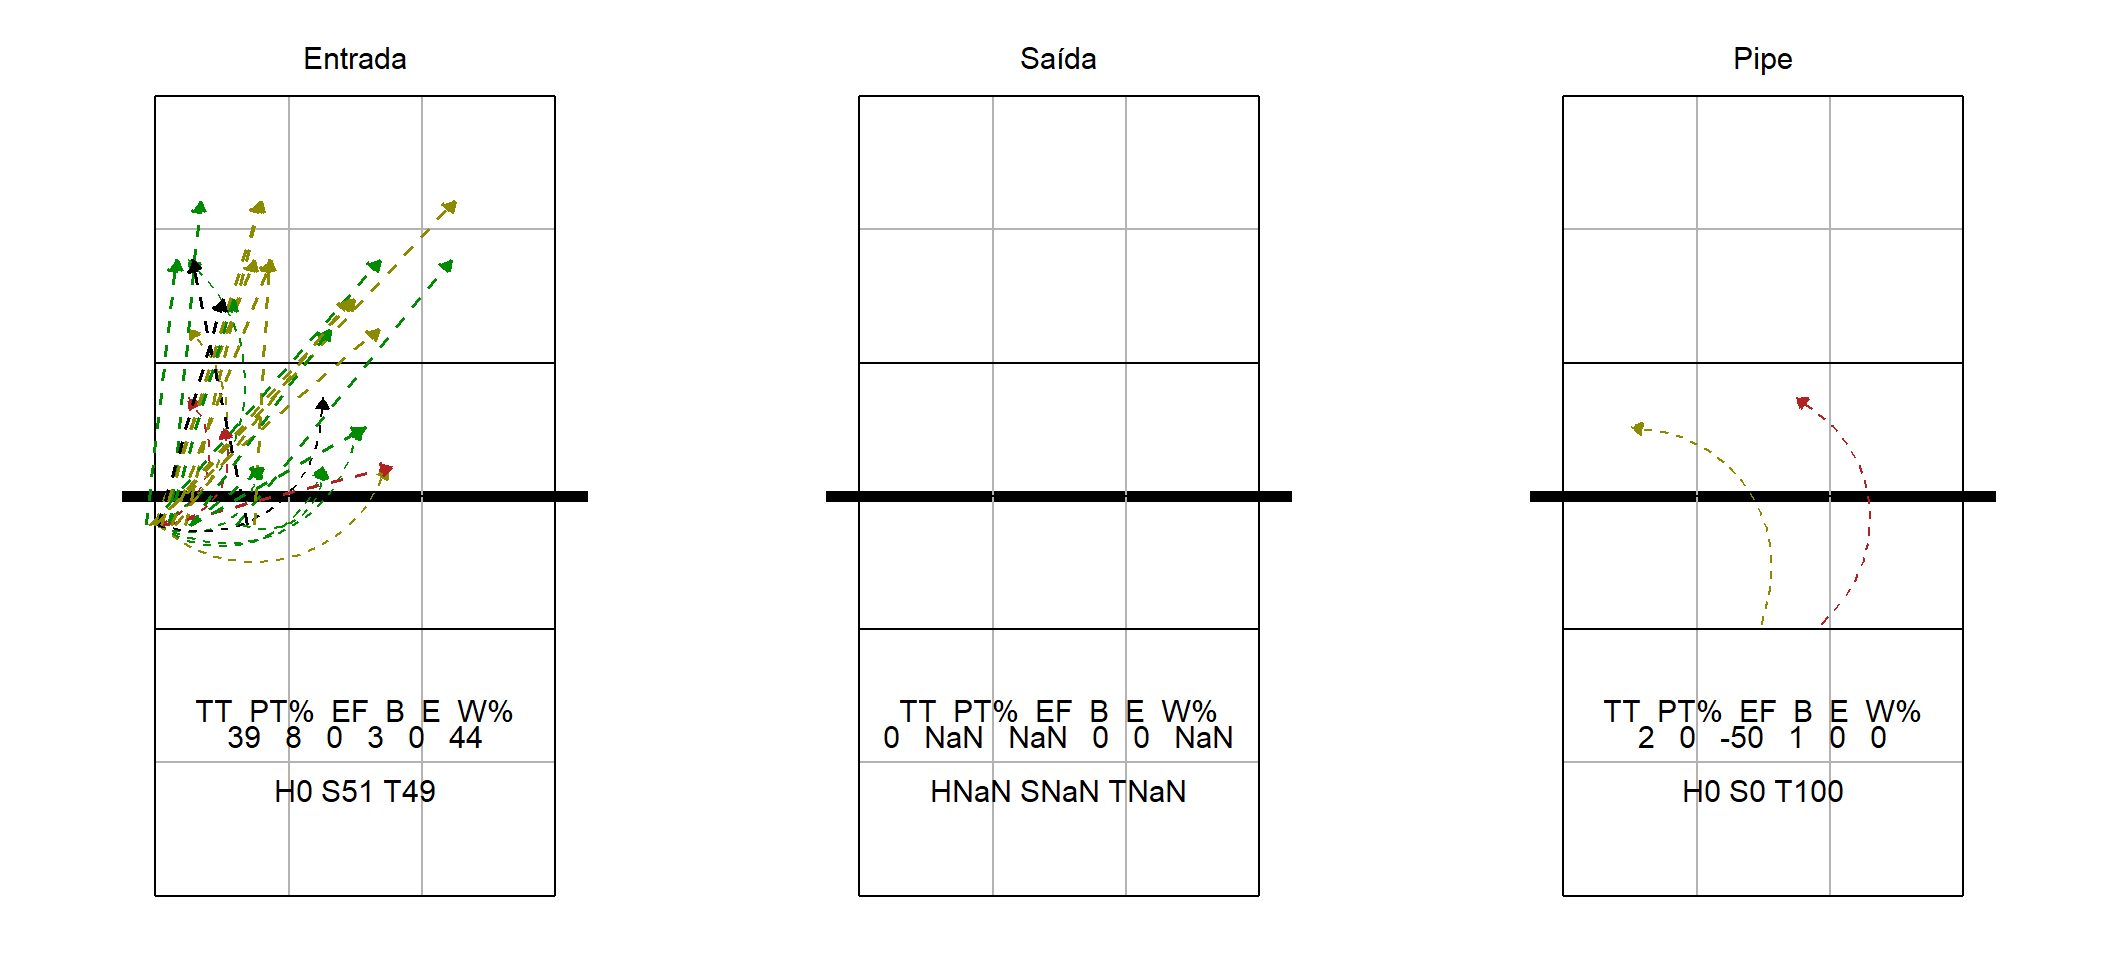 Entrada
TT PT% EF B E W%
39 8 0 3 0 44
H0 S51 T49
Saída
TT PT% EF B E W%
0 NaN NaN 0 0 NaN
HNaN SNaN TNaN
Pipe
TT PT% EF B E W%
2 0 -50 1 0 0
H0 S0 T100